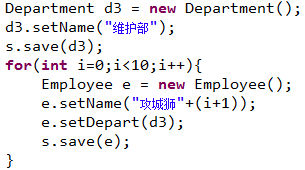 Department d3 = new Department();
d3.setName("维护部");
s.save(d3);
for(int i=0;i<10;i++){
    Employee e = new Employee();
    e.setName("攻城狮"+(i+1));
    e.setDepart(d3);
    s.save(e);
}